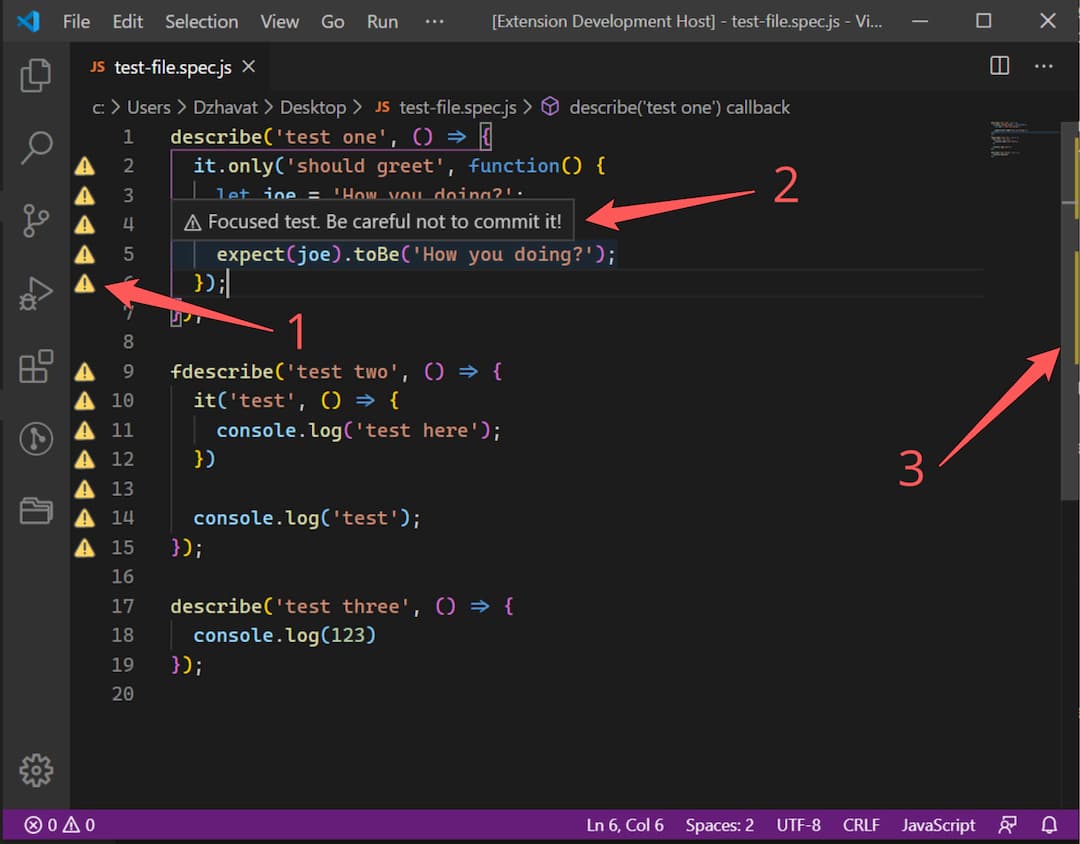 File Edit Selection View Go Run ··· [Extension Development Host] - test-file.spec.js - Vi...
JS test-file.spec.js
c: > Users > Dzhavat > Desktop > JS test-file.spec.js > describe('test one') callback
1 describe('test one', () ⇒ {
2 it.only('should greet', function() {
3 let joe = 'How you doing?';
4 Focused test. Be careful not to commit it!
2
5 expect(joe).toBe('How you doing?');
6 });
7 });
1
8
9 fdescribe('test two', () ⇒ {
10 it('test', () ⇒ {
11 console.log('test here');
12 })
3
13
14 console.log('test');
15 });
16
17 describe('test three', () ⇒ {
18 console.log(123)
19 });
20
0 0 Ln 6, Col 6 Spaces: 2 UTF-8 CRLF JavaScript